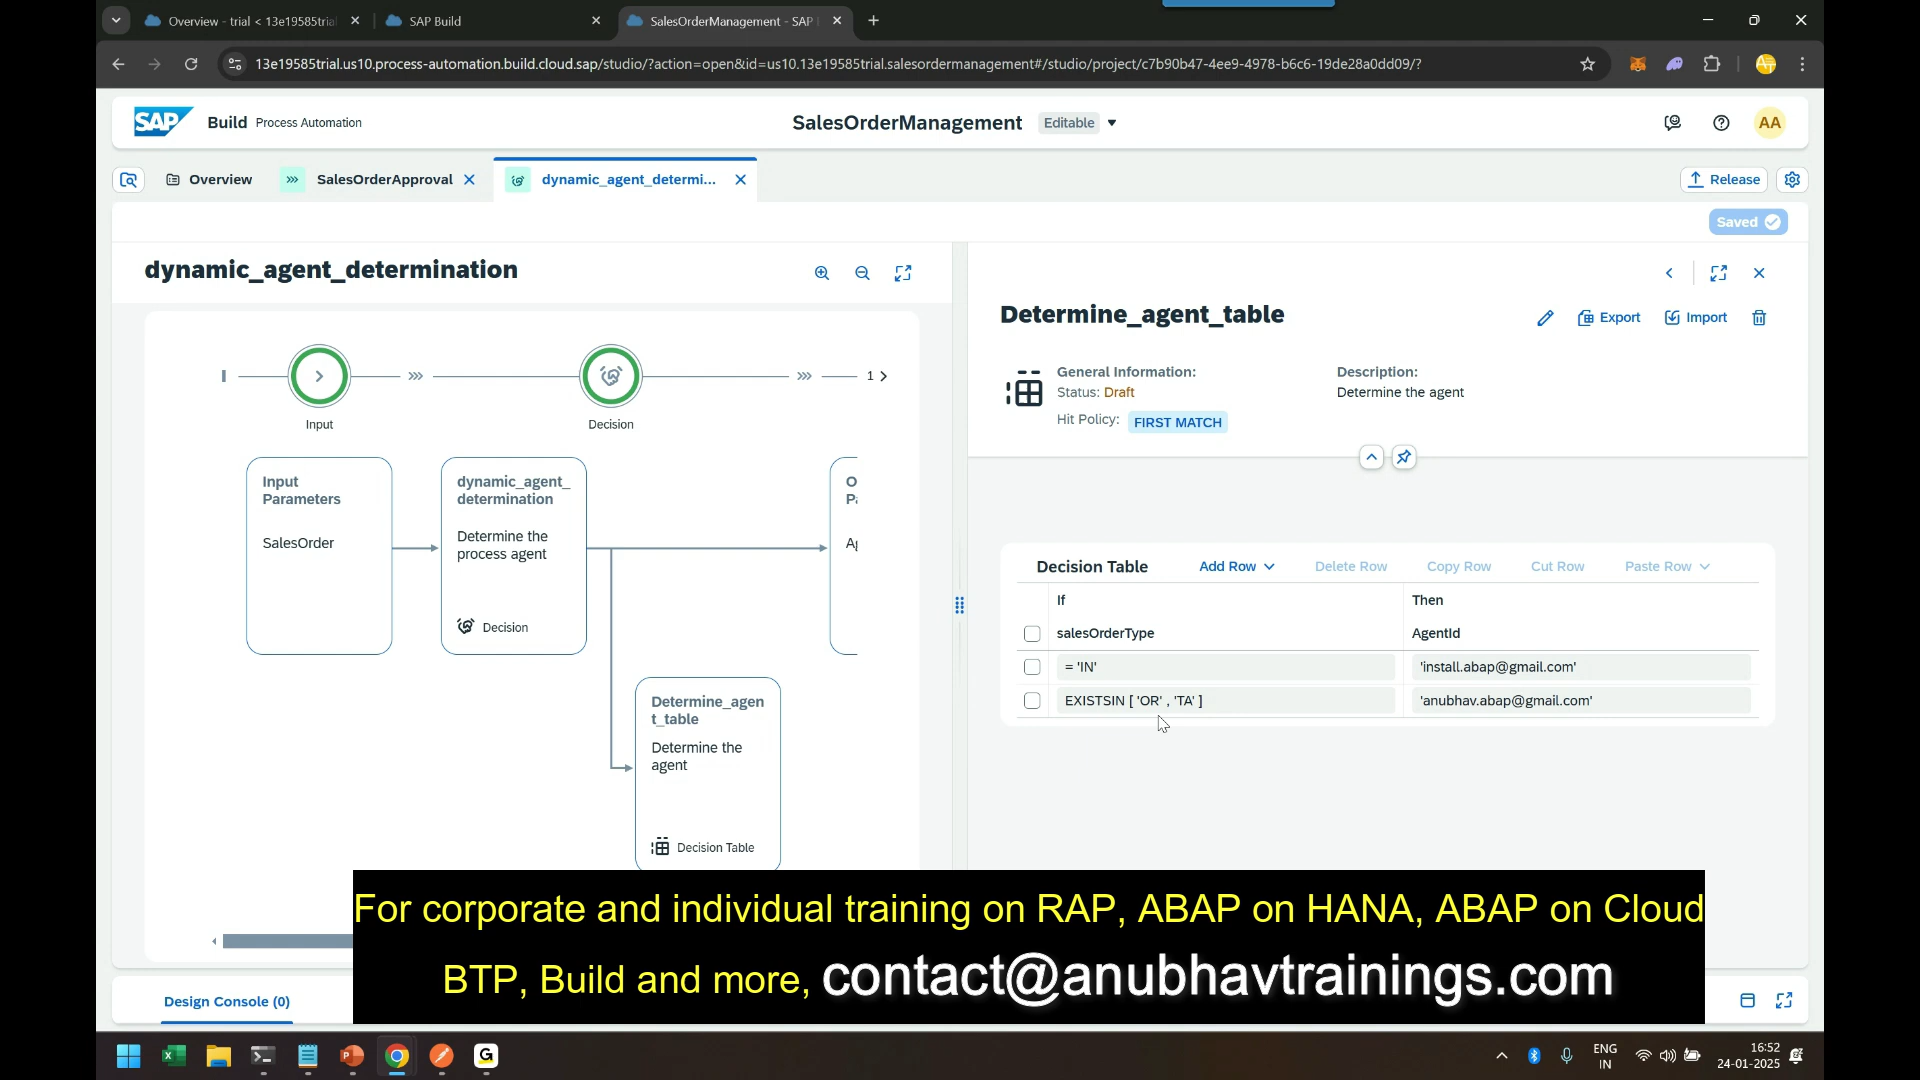 Overview - trial < 13e19585tria
SAP Build
SalesOrderManagement - SAP
13e19585trial.us10.process-automation.build.cloud.sap/studio/?action=open&id=us10.13e19585trial.salesordermanagement#/studio/project/c7b90b47-4ee9-4978-b6c6-19de28a0dd09/?
SAP Build Process Automation
SalesOrderManagement Editable
AA
Overview
SalesOrderApproval
dynamic_agent_determi...
Release
Saved
dynamic_agent_determination
1
Input
Decision
Input
Parameters
SalesOrder
dynamic_agent_
determination
Determine the
process agent
Decision
Determine_agen
t_table
Determine the
agent
Decision Table
Determine_agent_table
Export
Import
General Information:
Status: Draft
Hit Policy: FIRST MATCH
Description:
Determine the agent
Decision Table Add Row Delete Row Copy Row Cut Row Paste Row
If Then
salesOrderType AgentId
= 'IN' 'install.abap@gmail.com'
EXISTSIN [ 'OR' , 'TA' ] 'anubhav.abap@gmail.com'
For corporate and individual training on RAP, ABAP on HANA, ABAP on Cloud
BTP, Build and more, contact@anubhavtrainings.com
Design Console (0)
ENG
IN
16:52
24-01-2025